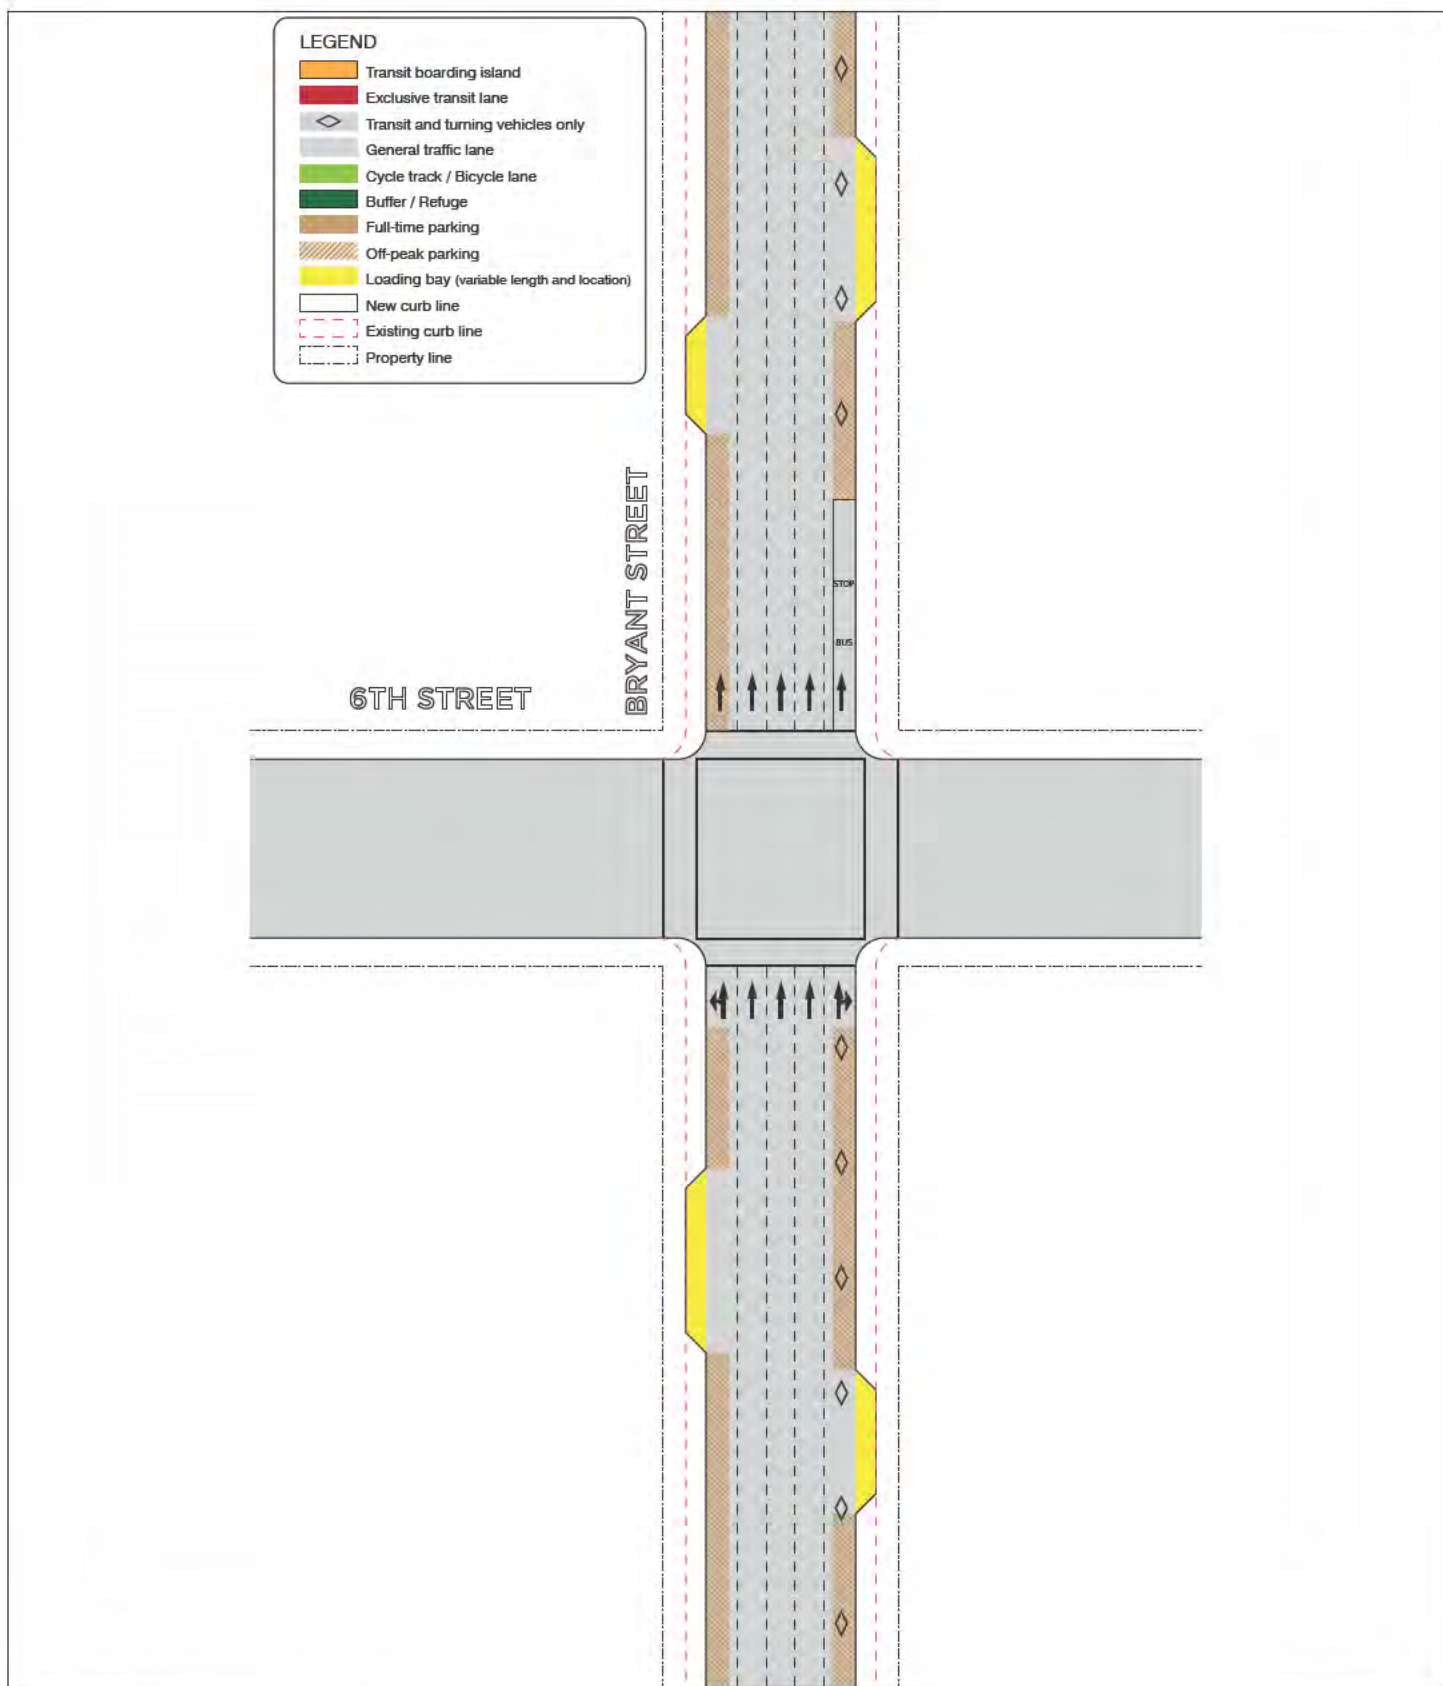 LEGEND
Transit boarding island
Exclusive transit lane
Transit and turning vehicles only
General traffic lane
Cycle track / Bicycle lane
Buffer / Refuge
Full-time parking
Off-peak parking
Loading bay (variable length and location)
New curb line
Existing curb line
Property line
BRYANT STREET
6TH STREET
STOP
BUS